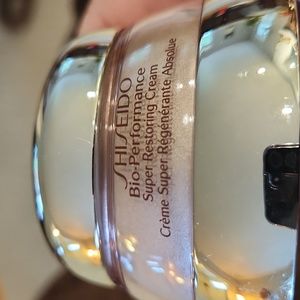 SHISEIDO
Bio-Performance
Super Restoring Cream
Crème Super Régénérante Absolue